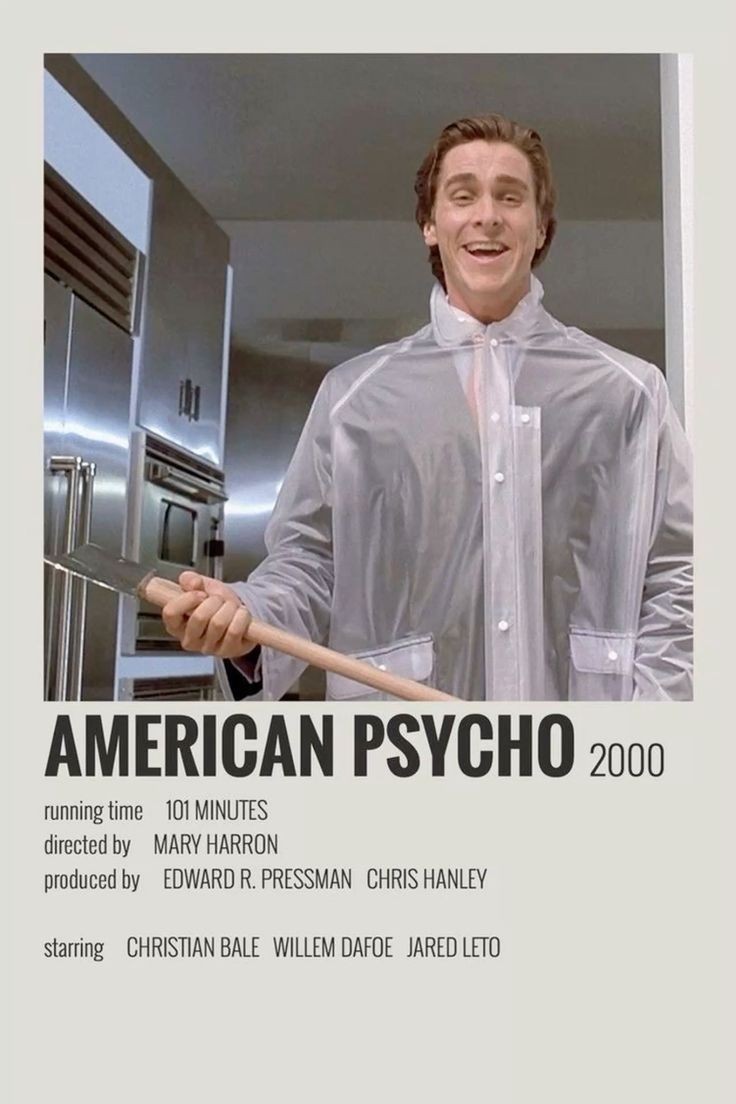 AMERICAN PSYCHO 2000
running time 101 MINUTES
directed by MARY HARRON
produced by EDWARD R. PRESSMAN CHRIS HANLEY
starring CHRISTIAN BALE WILLEM DAFOE JARED LETO